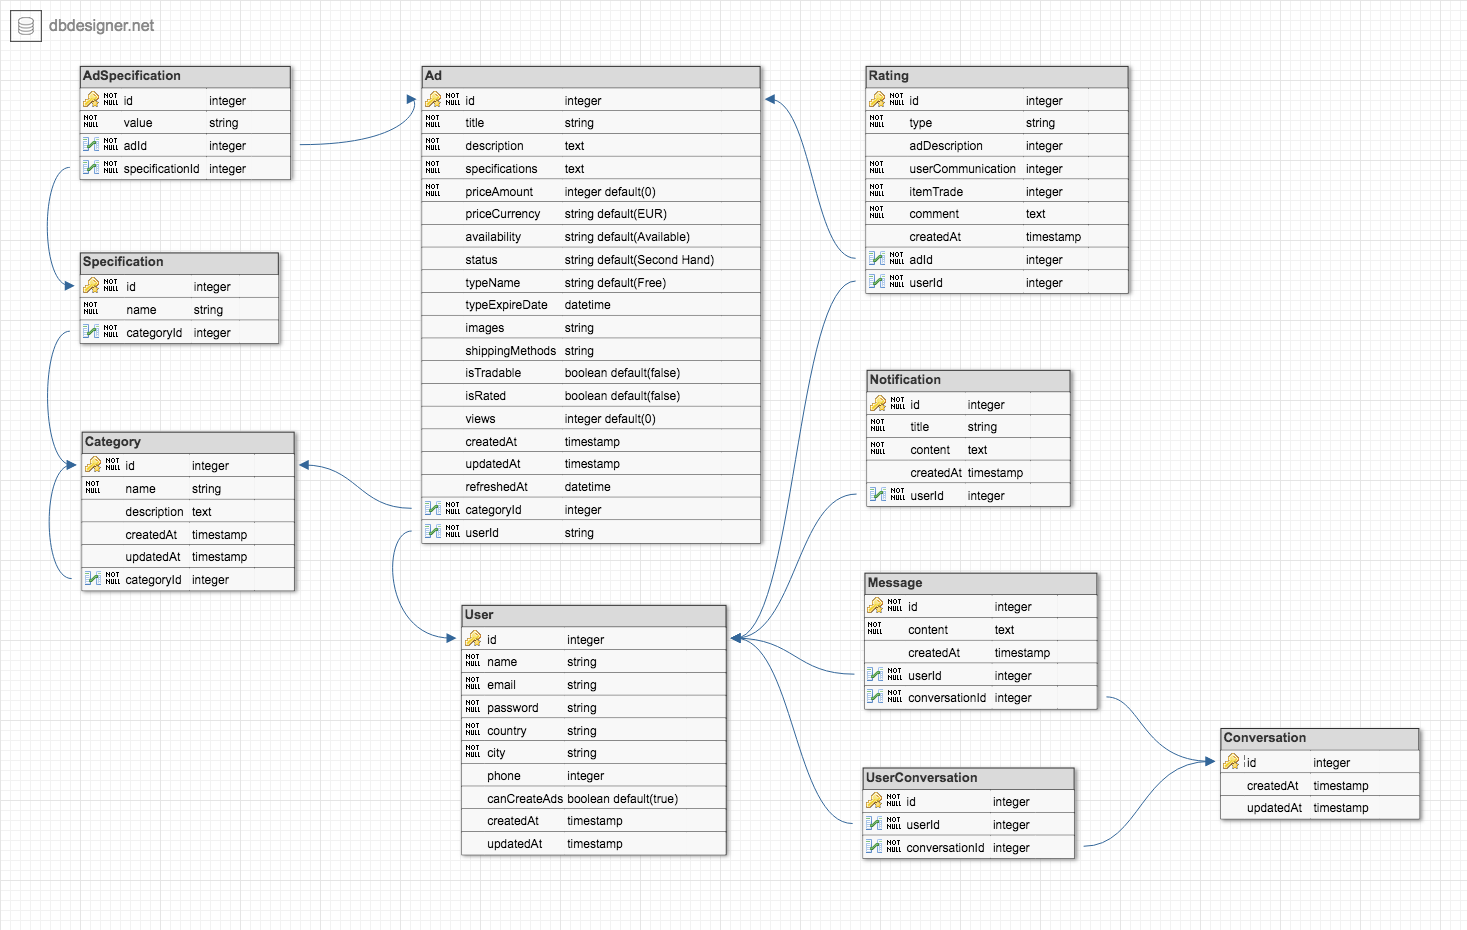 dbdesigner.net
AdSpecification
NOT NULL id integer
NOT NULL value string
NOT NULL adId integer
NOT NULL specificationId integer
Specification
NOT NULL id integer
NOT NULL name string
NOT NULL categoryId integer
Category
NOT NULL id integer
NOT NULL name string
description text
createdAt timestamp
updatedAt timestamp
NOT NULL categoryId integer
Ad
NOT NULL id integer
NOT NULL title string
NOT NULL description text
NOT NULL specifications text
NOT NULL priceAmount integer default(0)
priceCurrency string default(EUR)
availability string default(Available)
status string default(Second Hand)
typeName string default(Free)
typeExpireDate datetime
images string
shippingMethods string
isTradable boolean default(false)
isRated boolean default(false)
views integer default(0)
createdAt timestamp
updatedAt timestamp
refreshedAt datetime
NOT NULL categoryId integer
NOT NULL userId string
User
id integer
NOT NULL name string
NOT NULL email string
NOT NULL password string
NOT NULL country string
NOT NULL city string
phone integer
canCreateAds boolean default(true)
createdAt timestamp
updatedAt timestamp
Rating
NOT NULL id integer
NOT NULL type string
adDescription integer
NOT NULL userCommunication integer
NOT NULL itemTrade integer
NOT NULL comment text
createdAt timestamp
NOT NULL adId integer
NOT NULL userId integer
Notification
NOT NULL id integer
NOT NULL title string
NOT NULL content text
createdAt timestamp
NOT NULL userId integer
Message
NOT NULL id integer
NOT NULL content text
createdAt timestamp
NOT NULL userId integer
NOT NULL conversationId integer
UserConversation
NOT NULL id integer
NOT NULL userId integer
NOT NULL conversationId integer
Conversation
id integer
createdAt timestamp
updatedAt timestamp